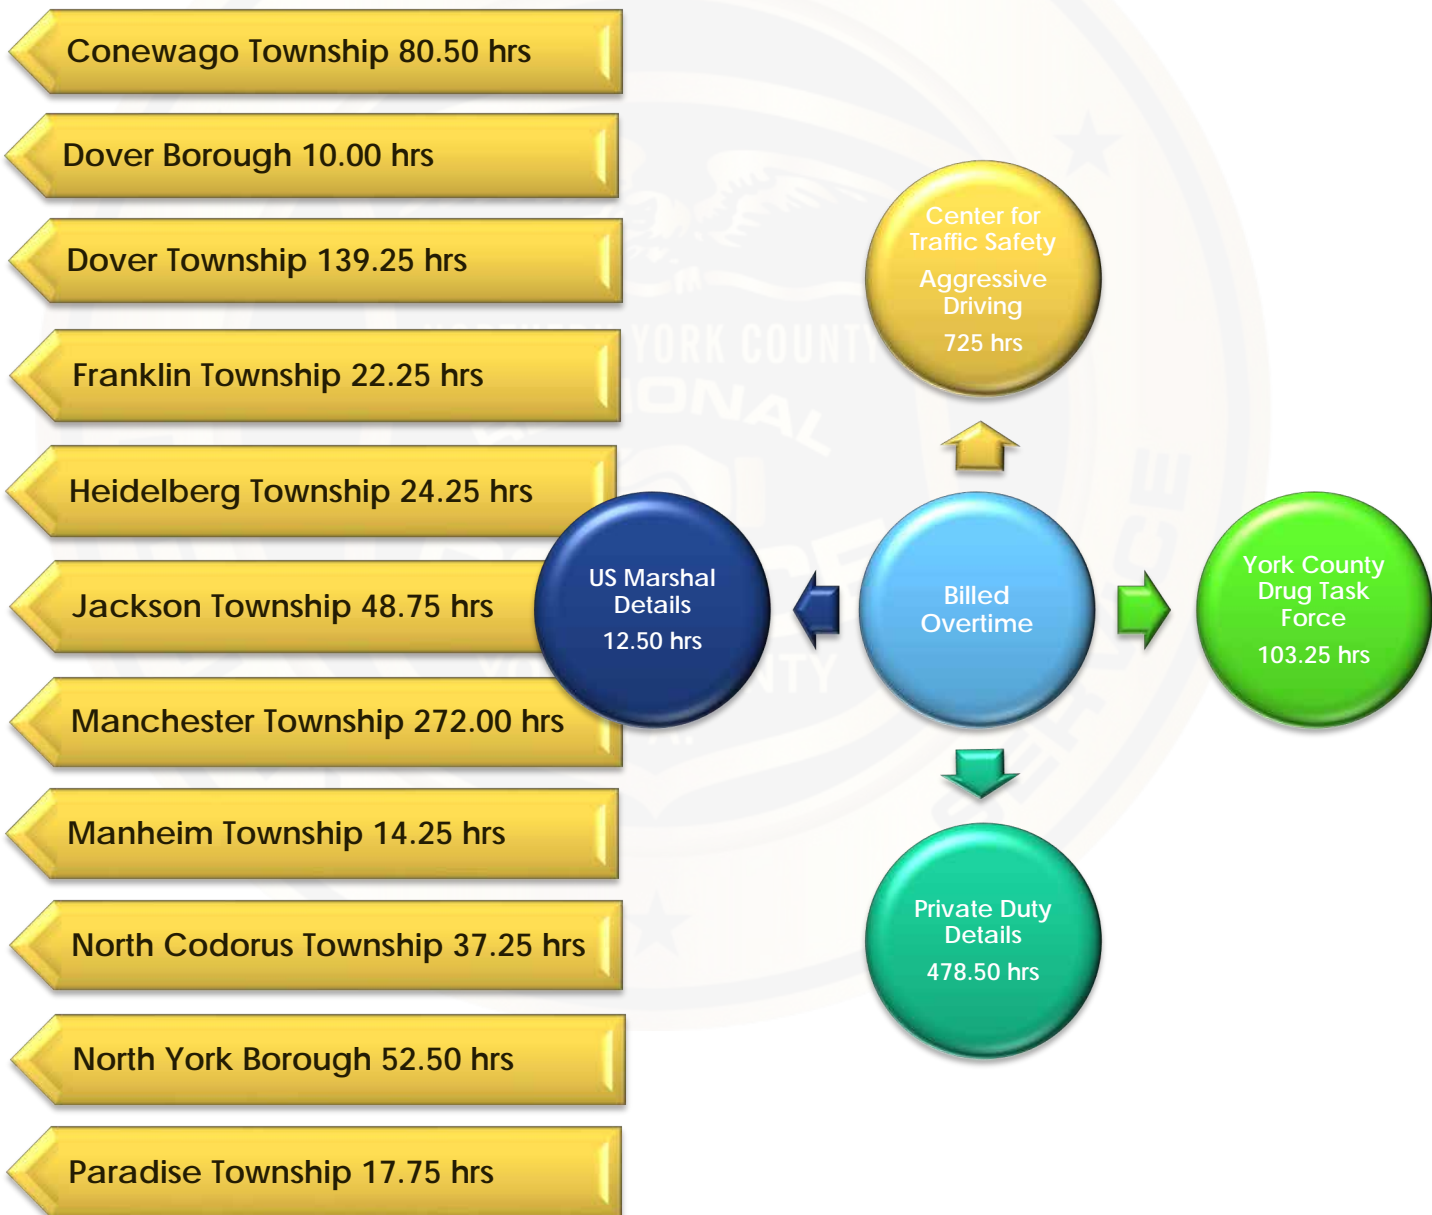 Conewago Township 80.50 hrs
Dover Borough 10.00 hrs
Dover Township 139.25 hrs
Franklin Township 22.25 hrs
Heidelberg Township 24.25 hrs
Jackson Township 48.75 hrs
Manchester Township 272.00 hrs
Manheim Township 14.25 hrs
North Codorus Township 37.25 hrs
North York Borough 52.50 hrs
Paradise Township 17.75 hrs
Center for
Traffic Safety
Aggressive
Driving
725 hrs
US Marshal
Details
12.50 hrs
Billed
Overtime
York County
Drug Task
Force
103.25 hrs
Private Duty
Details
478.50 hrs
YORK COUNTY
SERVICE